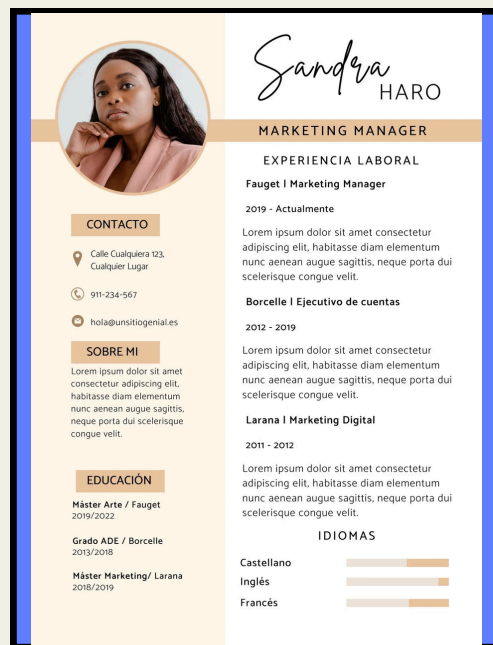 Sandra
HARO
MARKETING MANAGER
CONTACTO
Calle Cualquiera 123,
Cualquier Lugar
911-234-567
hola@unsitiogenial.es
SOBRE MI
Lorem ipsum dolor sit amet
consectetur adipiscing elit,
habitasse diam elementum
nunc aenean augue sagittis,
neque porta dui scelerisque
congue velit.
EDUCACIÓN
Màster Arte / Fauget
2019/2022
Grado ADE / Borcelle
2013/2018
Máster Marketing/ Larana
2018/2019
EXPERIENCIA LABORAL
Fauget | Marketing Manager
2019 - Actualmente
Lorem ipsum dolor sit amet consectetur
adipiscing elit, habitasse diam elementum
nunc aenean augue sagittis, neque porta dui
scelerisque congue velit.
Borcelle | Ejecutivo de cuentas
2012 - 2019
Lorem ipsum dolor sit amet consectetur
adipiscing elit, habitasse diam elementum
nunc aenean augue sagittis, neque porta dui
scelerisque congue velit.
Larana | Marketing Digital
2011 - 2012
Lorem ipsum dolor sit amet consectetur
adipiscing elit, habitasse diam elementum
nunc aenean augue sagittis, neque porta dui
scelerisque congue velit.
IDIOMAS
Castellano
Inglés
Francés